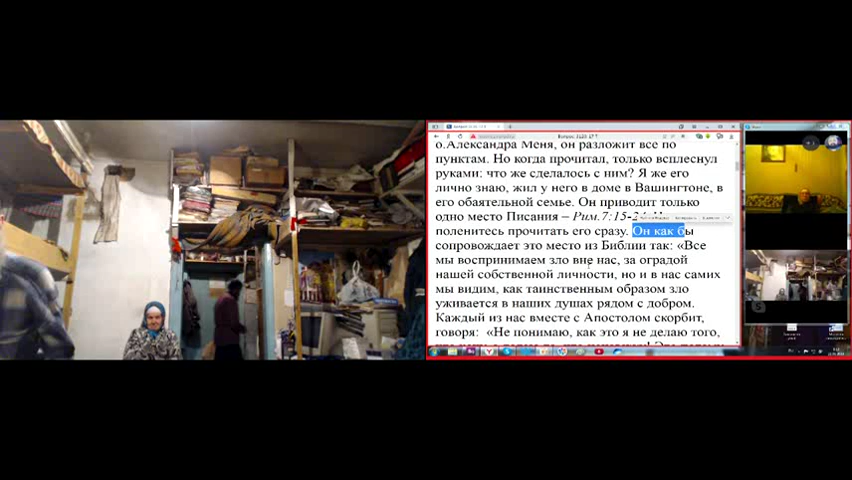 о.Александра Меня, он разложит все по
пунктам. Но когда прочитал, только всплеснул
руками: что же сделалось с ним? Я же его
лично знаю, жил у него в доме в Вашингтоне, в
его обаятельной семье. Он приводит только
одно место Писания – Рим.7:15-24. Не
поленитесь прочитать его сразу. Он как бы
сопровождает это место из Библии так: «Все
мы воспринимаем зло вне нас, за оградой
нашей собственной личности, но и в нас самих
мы видим, как таинственным образом зло
уживается в наших душах рядом с добром.
Каждый из нас вместе с Апостолом скорбит,
говоря: «Не понимаю, как это я не делаю того,